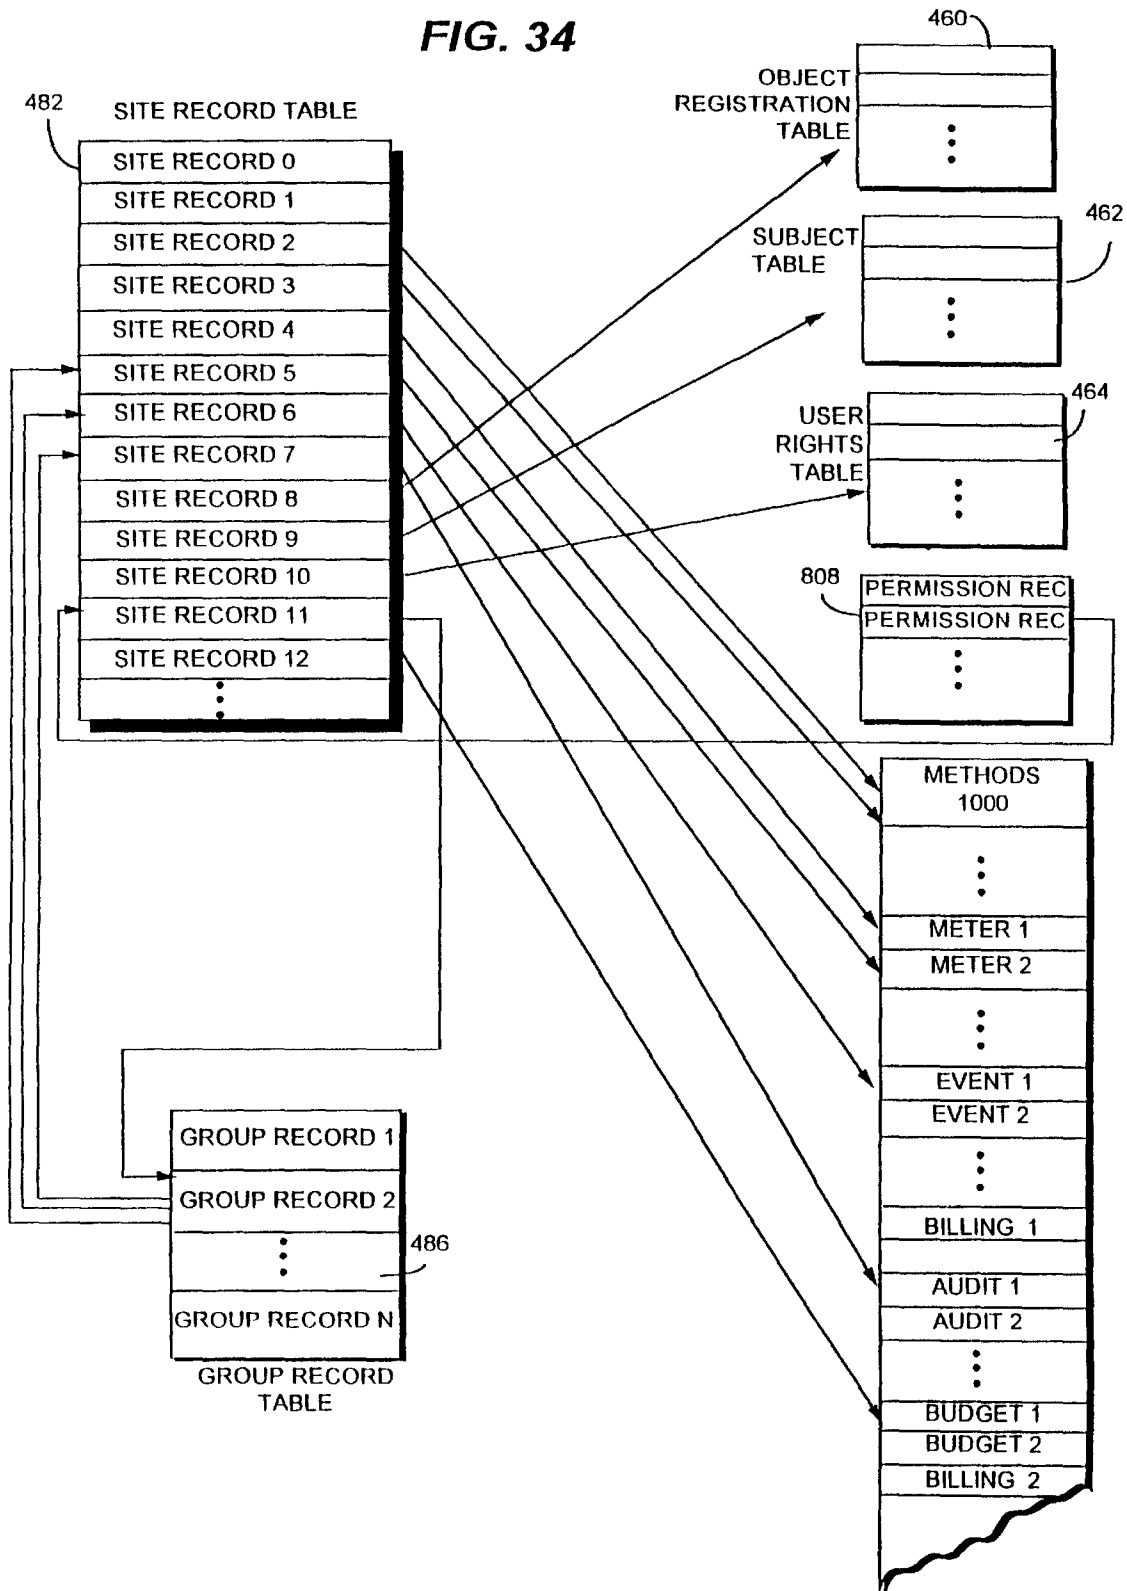 FIG. 34
482
SITE RECORD TABLE
SITE RECORD 0
SITE RECORD 1
SITE RECORD 2
SITE RECORD 3
SITE RECORD 4
SITE RECORD 5
SITE RECORD 6
SITE RECORD 7
SITE RECORD 8
SITE RECORD 9
SITE RECORD 10
SITE RECORD 11
SITE RECORD 12
460
OBJECT
REGISTRATION
TABLE
SUBJECT
TABLE
462
USER
RIGHTS
TABLE
464
808
PERMISSION REC
PERMISSION REC
METHODS
1000
METER 1
METER 2
EVENT 1
EVENT 2
BILLING 1
AUDIT 1
AUDIT 2
BUDGET 1
BUDGET 2
BILLING 2
GROUP RECORD 1
GROUP RECORD 2
486
GROUP RECORD N
GROUP RECORD
TABLE